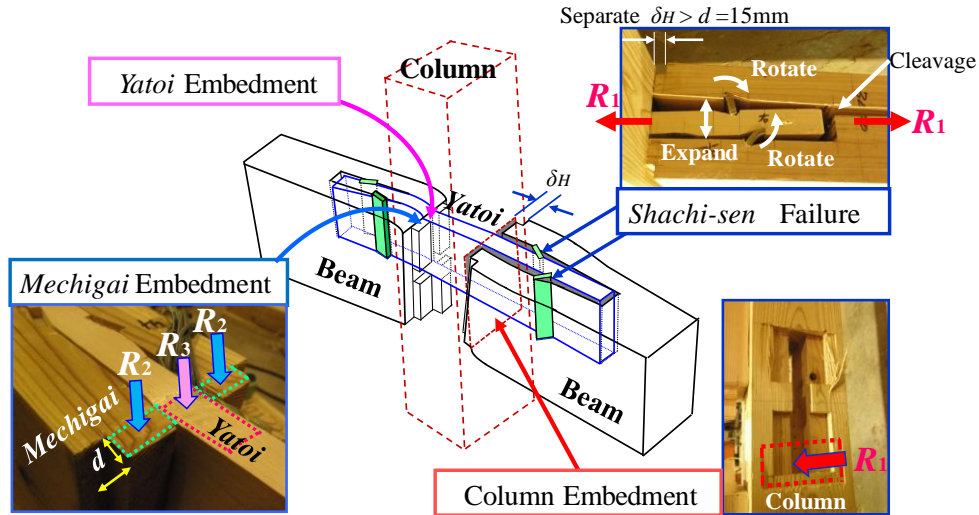 Separate δH > d =15mm
Column
Yatoi Embedment
Rotate
Cleavage
R1
R1
Expand
Rotate
δH
Yatoi
Shachi-sen Failure
Mechigai Embedment
Beam
Beam
R2
R3
R2
Mechigai
Yatoi
d
Column Embedment
R1
Column